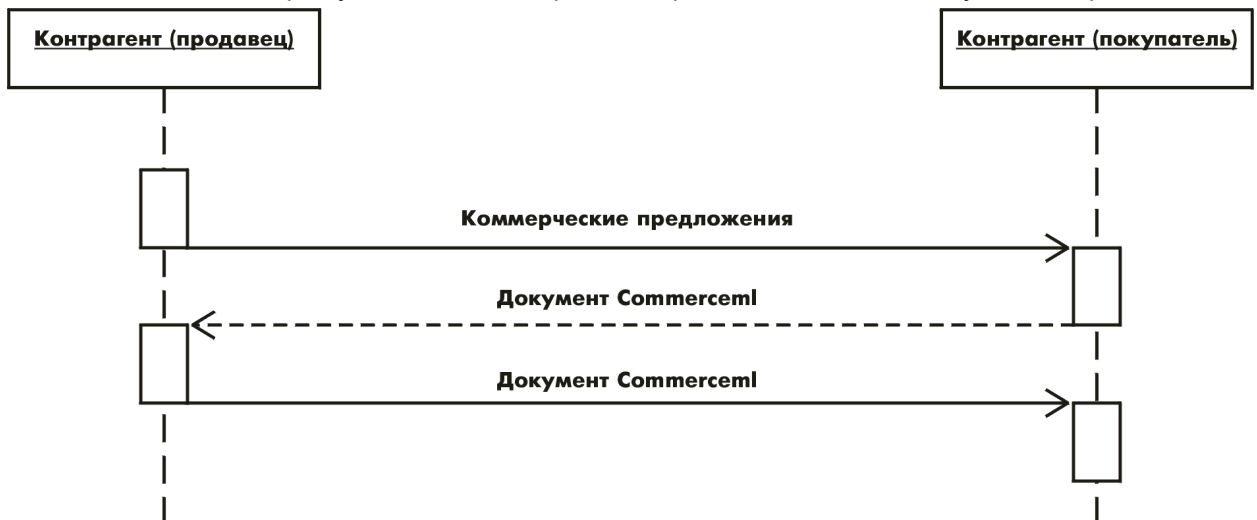 Контрагент (продавец)
Контрагент (покупатель)
Коммерческие предложения
Документ Commerceml
Документ Commerceml